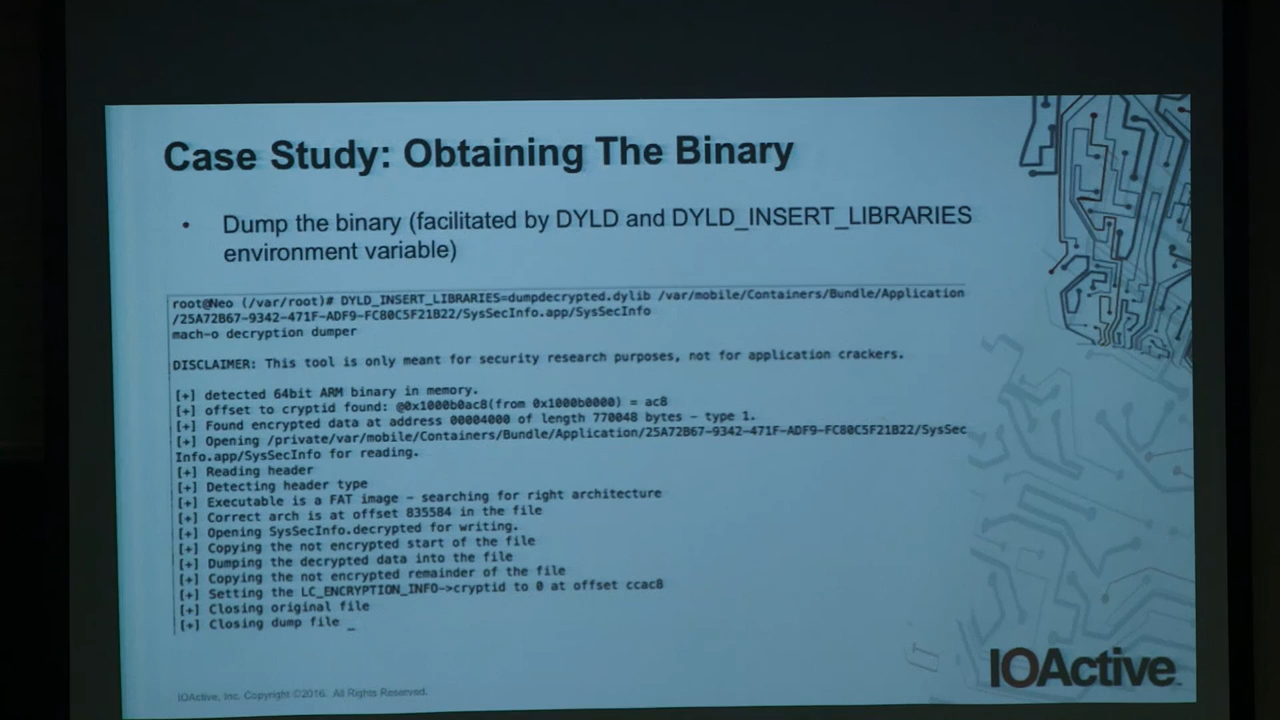 Case Study: Obtaining The Binary
• Dump the binary (facilitated by DYLD and DYLD_INSERT_LIBRARIES
environment variable)
root@Neo (/var/root)# DYLD_INSERT_LIBRARIES=dumpdecrypted.dylib /var/mobile/Containers/Bundle/Application
/25A72B67-9342-471F-ADF9-FC80C5F21B22/SysSecInfo.app/SysSecInfo
mach-o decryption dumper
DISCLAIMER: This tool is only meant for security research purposes, not for application crackers.
[+] detected 64bit ARM binary in memory.
[+] offset to cryptid found: @0x1000b0ac8(from 0x1000b0000) = ac8
[+] Found encrypted data at address 00004000 of length 770048 bytes - type 1.
[+] Opening /private/var/mobile/Containers/Bundle/Application/25A72B67-9342-471F-ADF9-FC80C5F21B22/SysSec
Info.app/SysSecInfo for reading.
[+] Reading header
[+] Detecting header type
[+] Executable is a FAT image - searching for right architecture
[+] Correct arch is at offset 835584 in the file
[+] Opening SysSecInfo.decrypted for writing.
[+] Copying the not encrypted start of the file
[+] Dumping the decrypted data into the file
[+] Copying the not encrypted remainder of the file
[+] Setting the LC_ENCRYPTION_INFO->cryptid to 0 at offset ccac8
[+] Closing original file
[+] Closing dump file _
IOActive, Inc. Copyright ©2016. All Rights Reserved.
IOActive